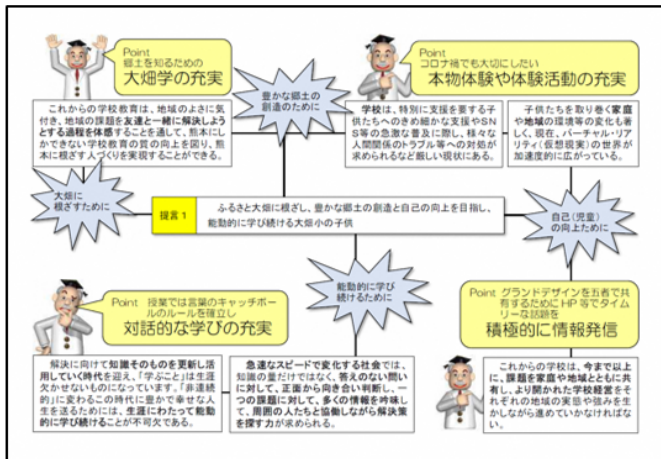 Point
郷土を知るための
大畑学の充実
これからの学校教育は、地域のよさに気
付き、地域の課題を友達と一緒に解決しよう
とする過程を体感することを通して、熊本に
しかできない学校教育の質の向上を図り、熊
本に根ざす人づくりを実現することができる。
豊かな郷土の
創造のために
Point
コロナ禍でも大切にしたい
本物体験や体験活動の充実
学校は、特別に支援を要する子
供たちへのきめ細かな支援やSN
S等の急激な普及に際し、様々な
人間関係のトラブル等への対処が
求められるなど厳しい現状にある。
子供たちを取り巻く家庭
や地域の環境等の変化も著
しく、現在、バーチャル・リア
リティ(仮想現実)の世界が
加速度的に広がっている。
大畑に
根ざすために
提言1
ふるさと大畑に根ざし、豊かな郷土の創造と自己の向上を目指し、
能動的に学び続ける大畑小の子供
自己(児童)
の向上ために
能動的に学び
続けるために
Point 授業では言葉のキャッチボー
ルのルールを確立し
対話的な学びの充実
解決に向けて知識そのものを更新し活
用していく時代を迎え、「学ぶこと」は生涯
欠かせないものになっています。「非連続
的」に変わるこの時代に豊かで幸せな人
生を送るためには、生涯にわたって能動
的に学び続けることが不可欠である。
急速なスピードで変化する社会では、
知識の量だけではなく、答えのない問い
に対して、正面から向き合い判断し、一
つの課題に対して、多くの情報を吟味し
て、周囲の人たちと協働しながら解決策
を探す力が求められる。
Point グランドデザインを五者で共
有するためにHP等でタイム
リーな話題を
積極的に情報発信
これからの学校は、今まで以上
に、課題を家庭や地域とともに共
有し、より開かれた学校経営をそ
れぞれの地域の実態や強みを生
かしながら進めていかなければな
らない。